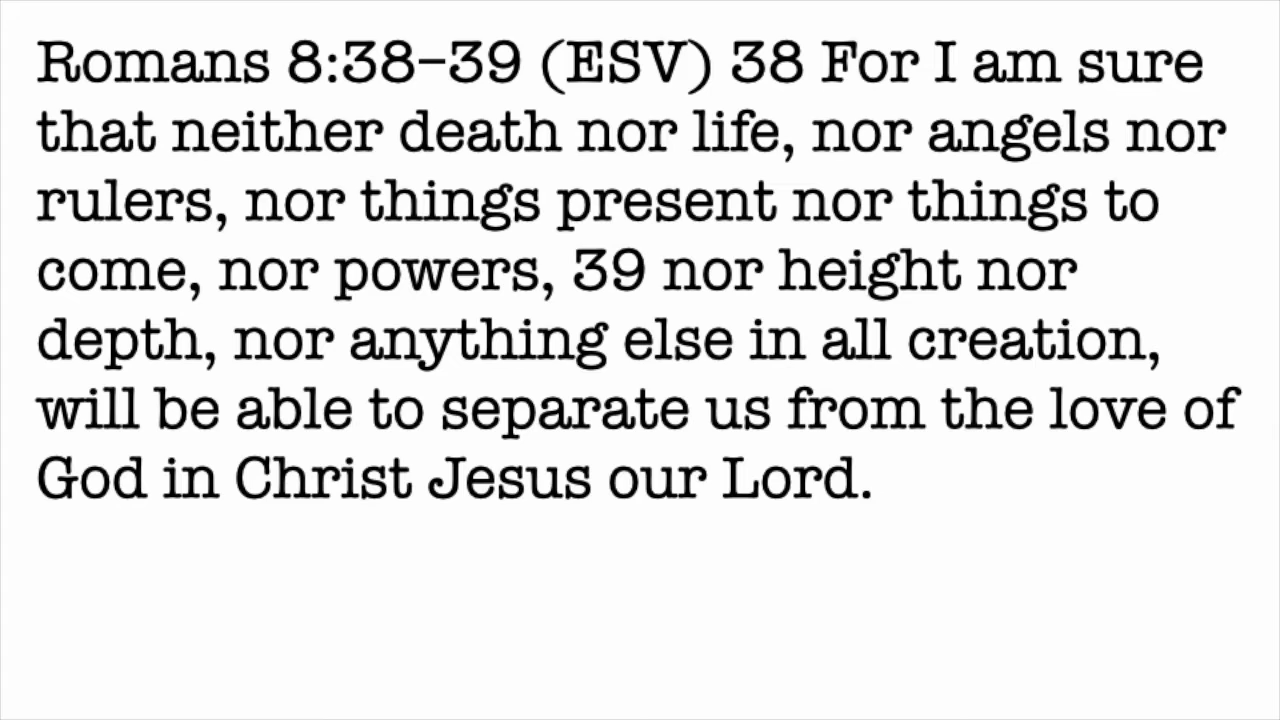 Romans 8:38–39 (ESV) 38 For I am sure
that neither death nor life, nor angels nor
rulers, nor things present nor things to
come, nor powers, 39 nor height nor
depth, nor anything else in all creation,
will be able to separate us from the love of
God in Christ Jesus our Lord.